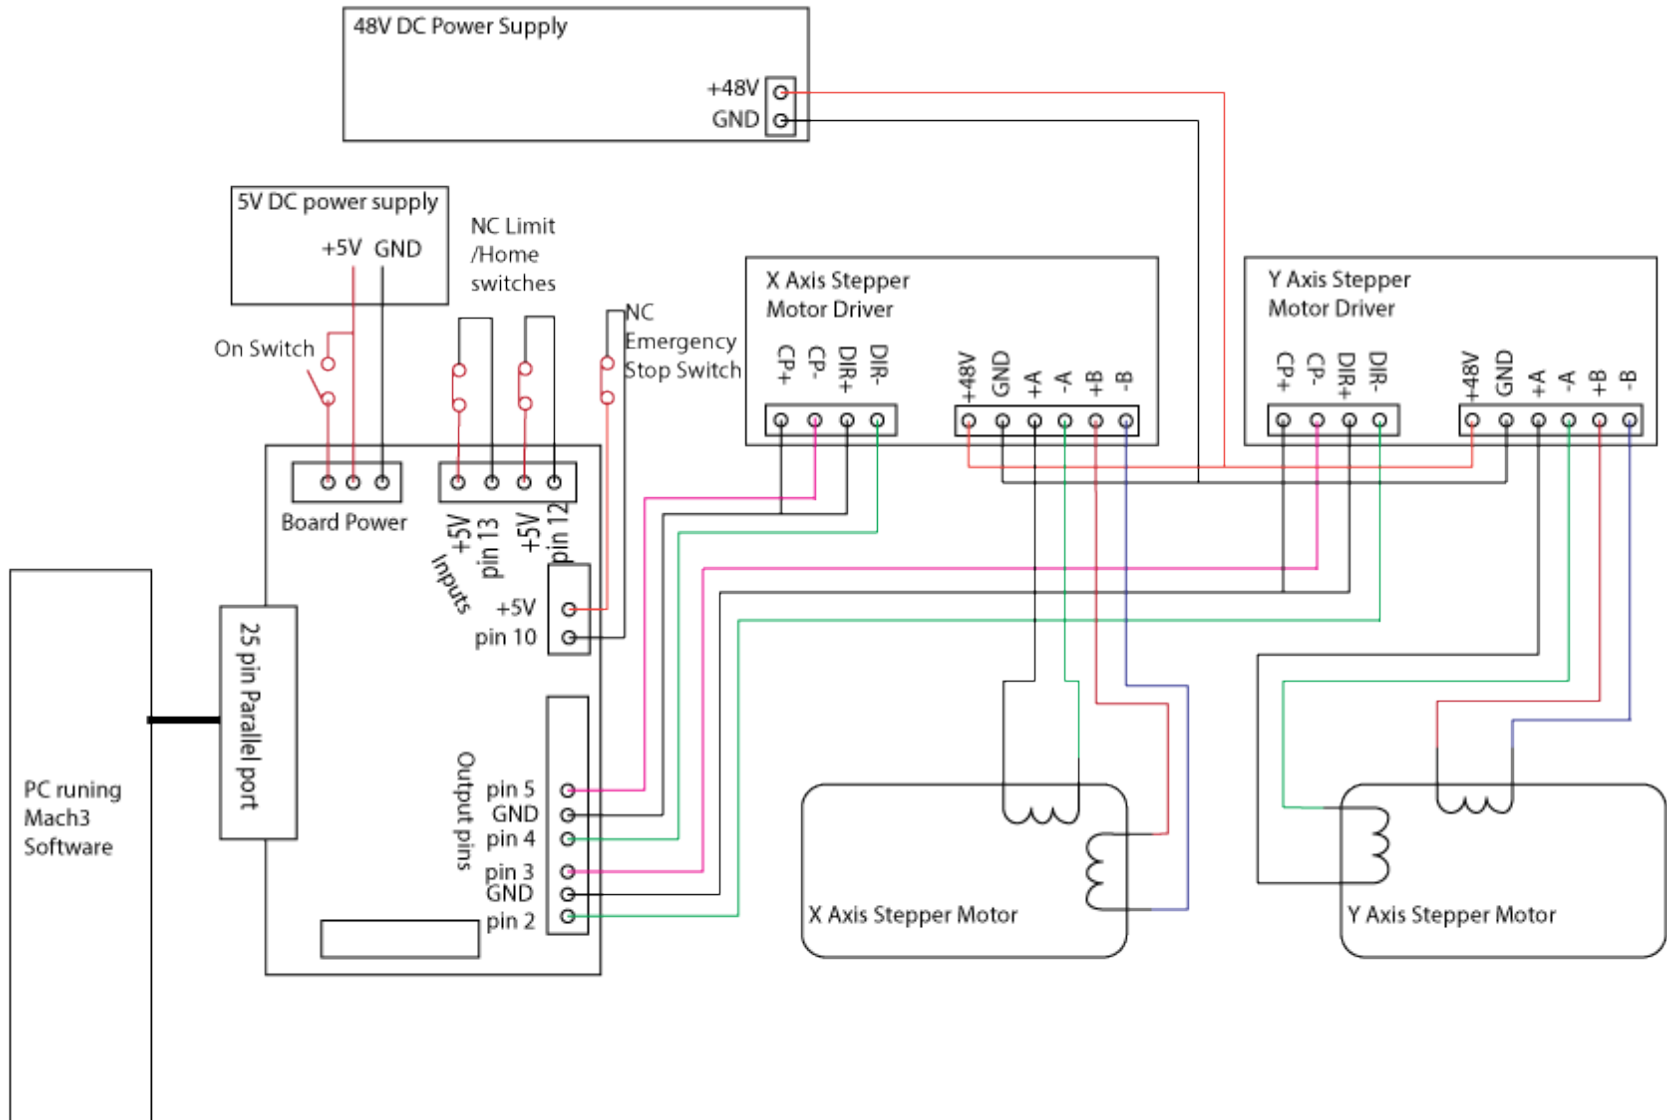 48V DC Power Supply
+48V
GND
5V DC power supply
+5V GND
NC Limit
/Home
switches
On Switch
NC
Emergency
Stop Switch
X Axis Stepper
Motor Driver
CP+
CP-
DIR+
DIR-
+48V
GND
+A
-A
+B
-B
Y Axis Stepper
Motor Driver
CP+
CP-
DIR+
DIR-
+48V
GND
+A
-A
+B
-B
Board Power
+5V
pin 13
+5V
pin 12
Inputs
+5V
pin 10
25 pin Parallel port
PC runing
Mach3
Software
Output pins
pin 5
GND
pin 4
pin 3
GND
pin 2
X Axis Stepper Motor
Y Axis Stepper Motor